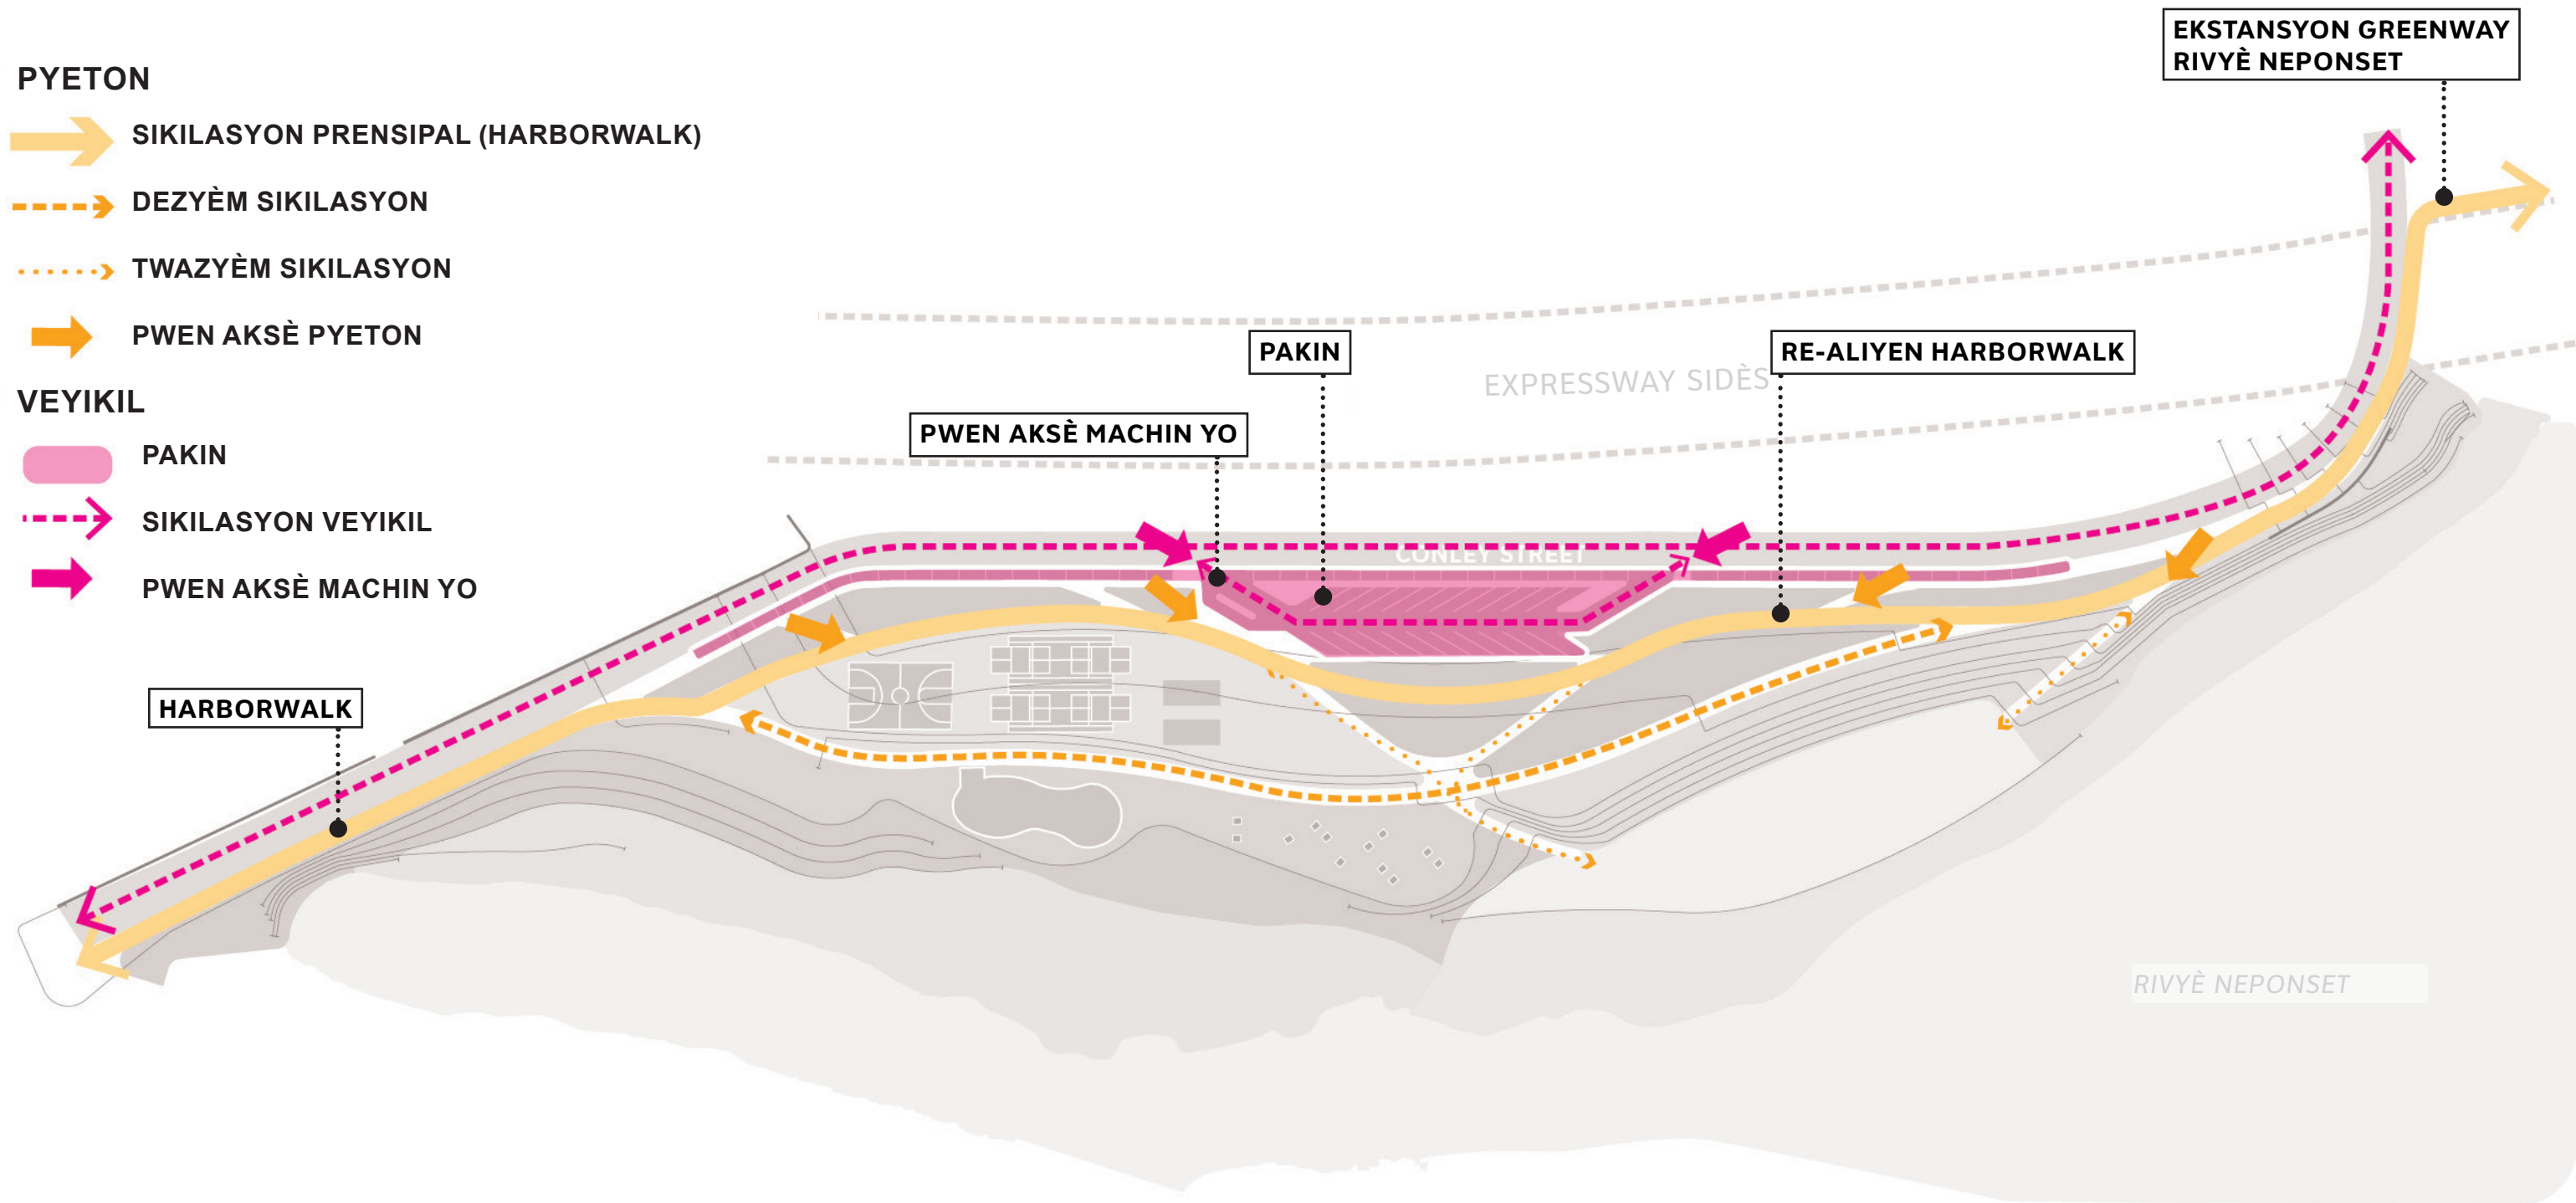 PYETON
SIKILASYON PRENSIPAL (HARBORWALK)
DEZYÈM SIKILASYON
TWAZYÈM SIKILASYON
PWEN AKSÈ PYETON
VEYIKIL
PAKIN
SIKILASYON VEYIKIL
PWEN AKSÈ MACHIN YO
EKSTANSYON GREENWAY
RIVYÈ NEPONSET
PAKIN
RE-ALIYEN HARBORWALK
EXPRESSWAY SIDÈS
PWEN AKSÈ MACHIN YO
CONLEY STREET
HARBORWALK
RIVYÈ NEPONSET